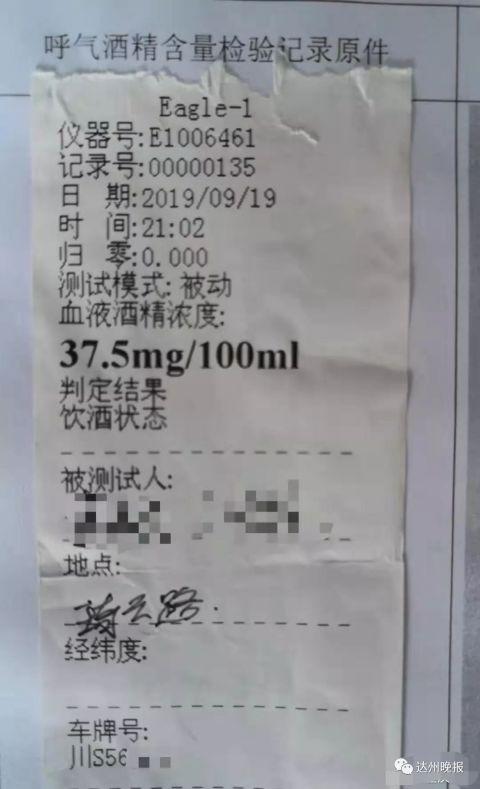 呼气酒精含量检验记录原件
Eagle-1
仪器号:E1006461
记录号:00000135
日 期:2019/09/19
时 间:21:02
归 零:0.000
测试模式:被动
血液酒精浓度:
37.5mg/100ml
判定结果
饮酒状态
被测试人:
地点:
路
经纬度:
车牌号:
川S56
达州晚报